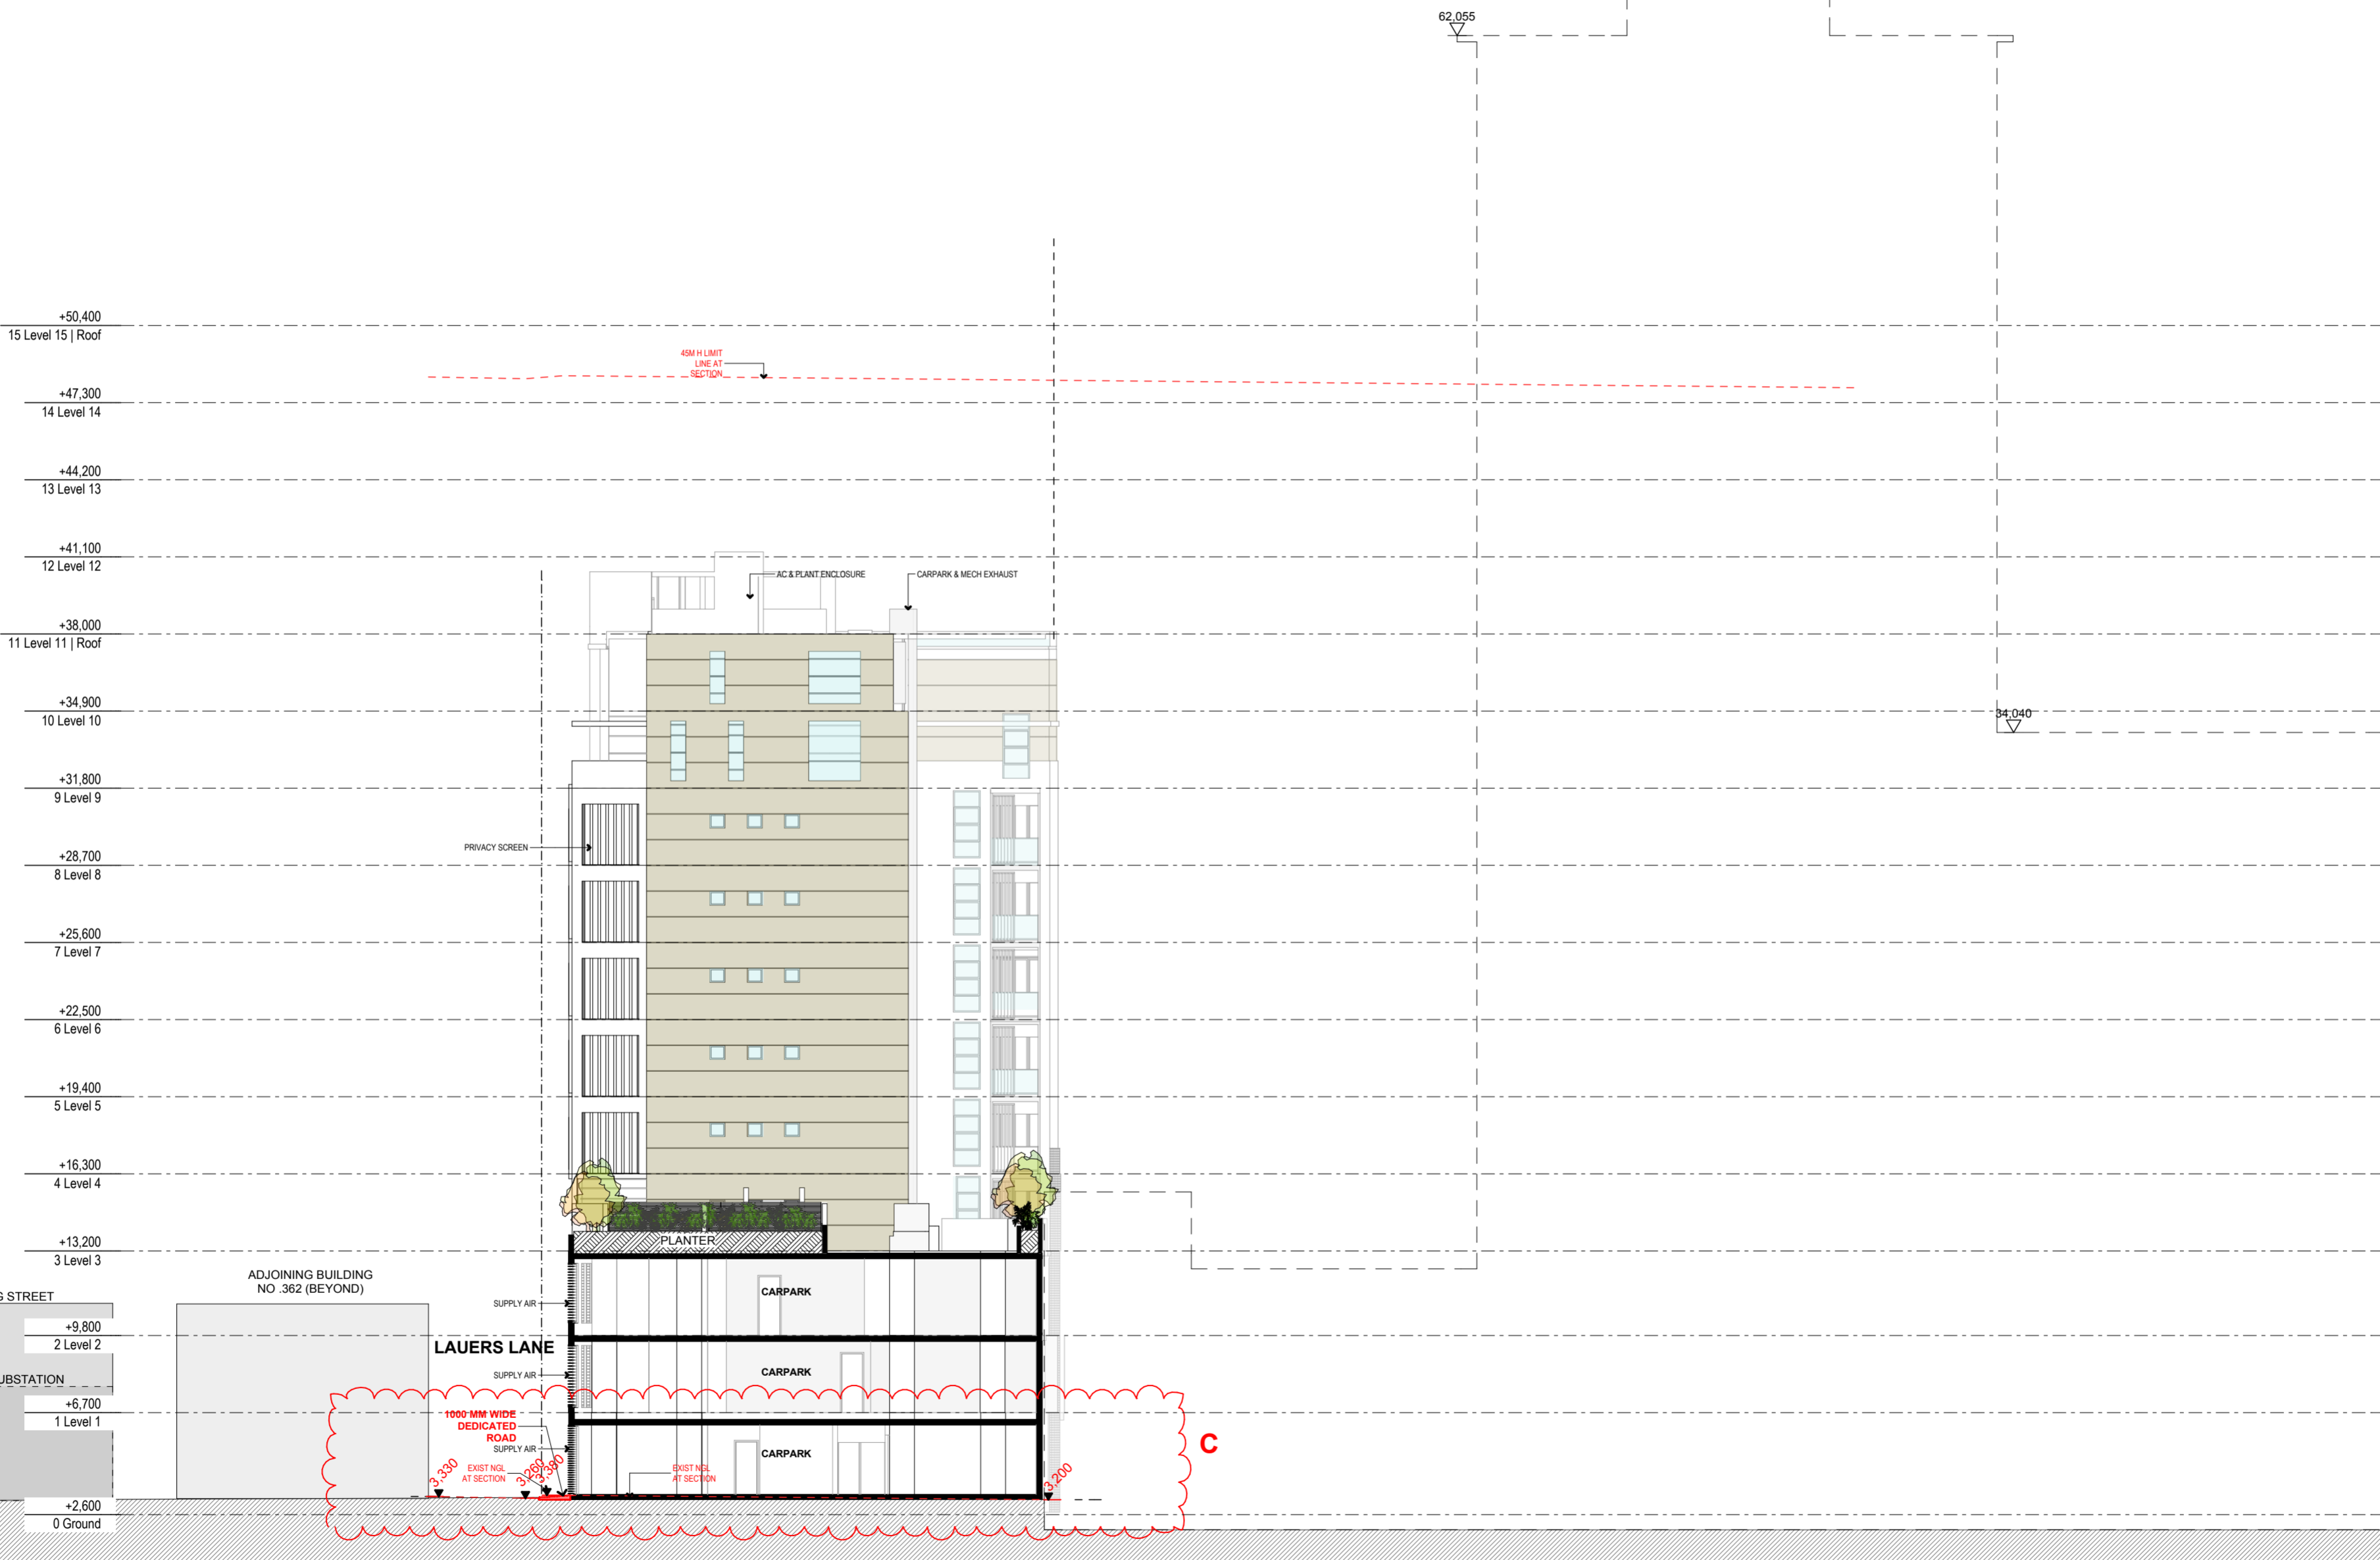 62,055
+50,400
15 Level 15 | Roof
45M H LIMIT
LINE AT
SECTION
+47,300
14 Level 14
+44,200
13 Level 13
+41,100
12 Level 12
AC & PLANT ENCLOSURE
CARPARK & MECH EXHAUST
+38,000
11 Level 11 | Roof
+34,900
10 Level 10
34,040
+31,800
9 Level 9
PRIVACY SCREEN
+28,700
8 Level 8
+25,600
7 Level 7
+22,500
6 Level 6
+19,400
5 Level 5
+16,300
4 Level 4
+13,200
3 Level 3
PLANTER
ADJOINING BUILDING
NO .362 (BEYOND)
G STREET
SUPPLY AIR
CARPARK
+9,800
2 Level 2
LAUERS LANE
UBSTATION
SUPPLY AIR
CARPARK
+6,700
1 Level 1
1000 MM WIDE
DEDICATED
ROAD
SUPPLY AIR
CARPARK
C
EXIST NGL
AT SECTION
EXIST NGL
AT SECTION
3,330
3,260
3,380
3,200
+2,600
0 Ground